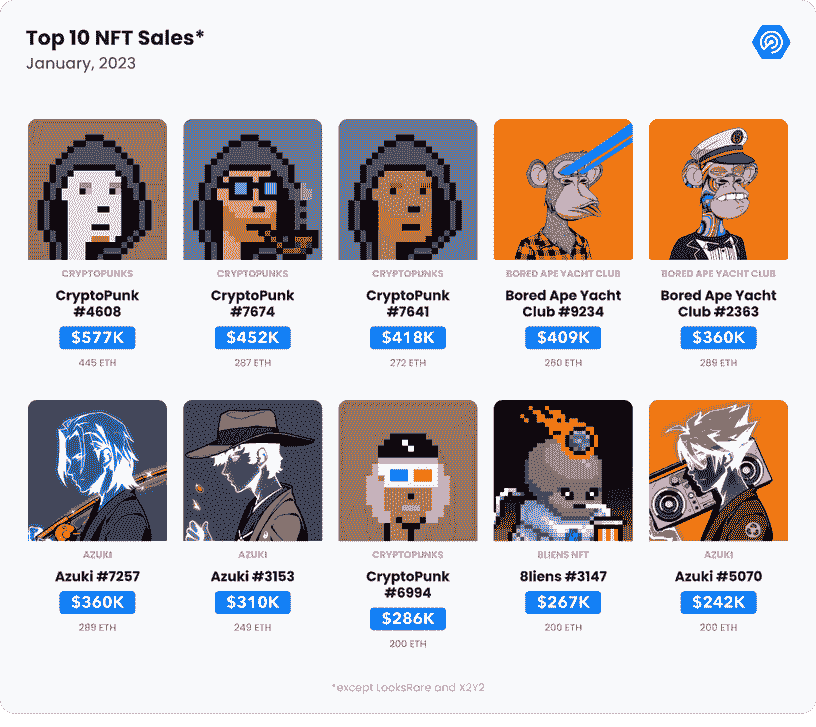 Top 10 NFT Sales*
January, 2023
CRYPTOPUNKS
CryptoPunk
#4608
$577K
445 ETH
CRYPTOPUNKS
CryptoPunk
#7674
$452K
287 ETH
CRYPTOPUNKS
CryptoPunk
#7641
$418K
272 ETH
BORED APE YACHT CLUB
Bored Ape Yacht
Club #9234
$409K
260 ETH
BORED APE YACHT CLUB
Bored Ape Yacht
Club #2363
$360K
289 ETH
AZUKI
Azuki #7257
$360K
289 ETH
AZUKI
Azuki #3153
$310K
249 ETH
CRYPTOPUNKS
CryptoPunk
#6994
$286K
200 ETH
8LIENS NFT
8liens #3147
$267K
200 ETH
AZUKI
Azuki #5070
$242K
200 ETH
*except LooksRare and X2Y2